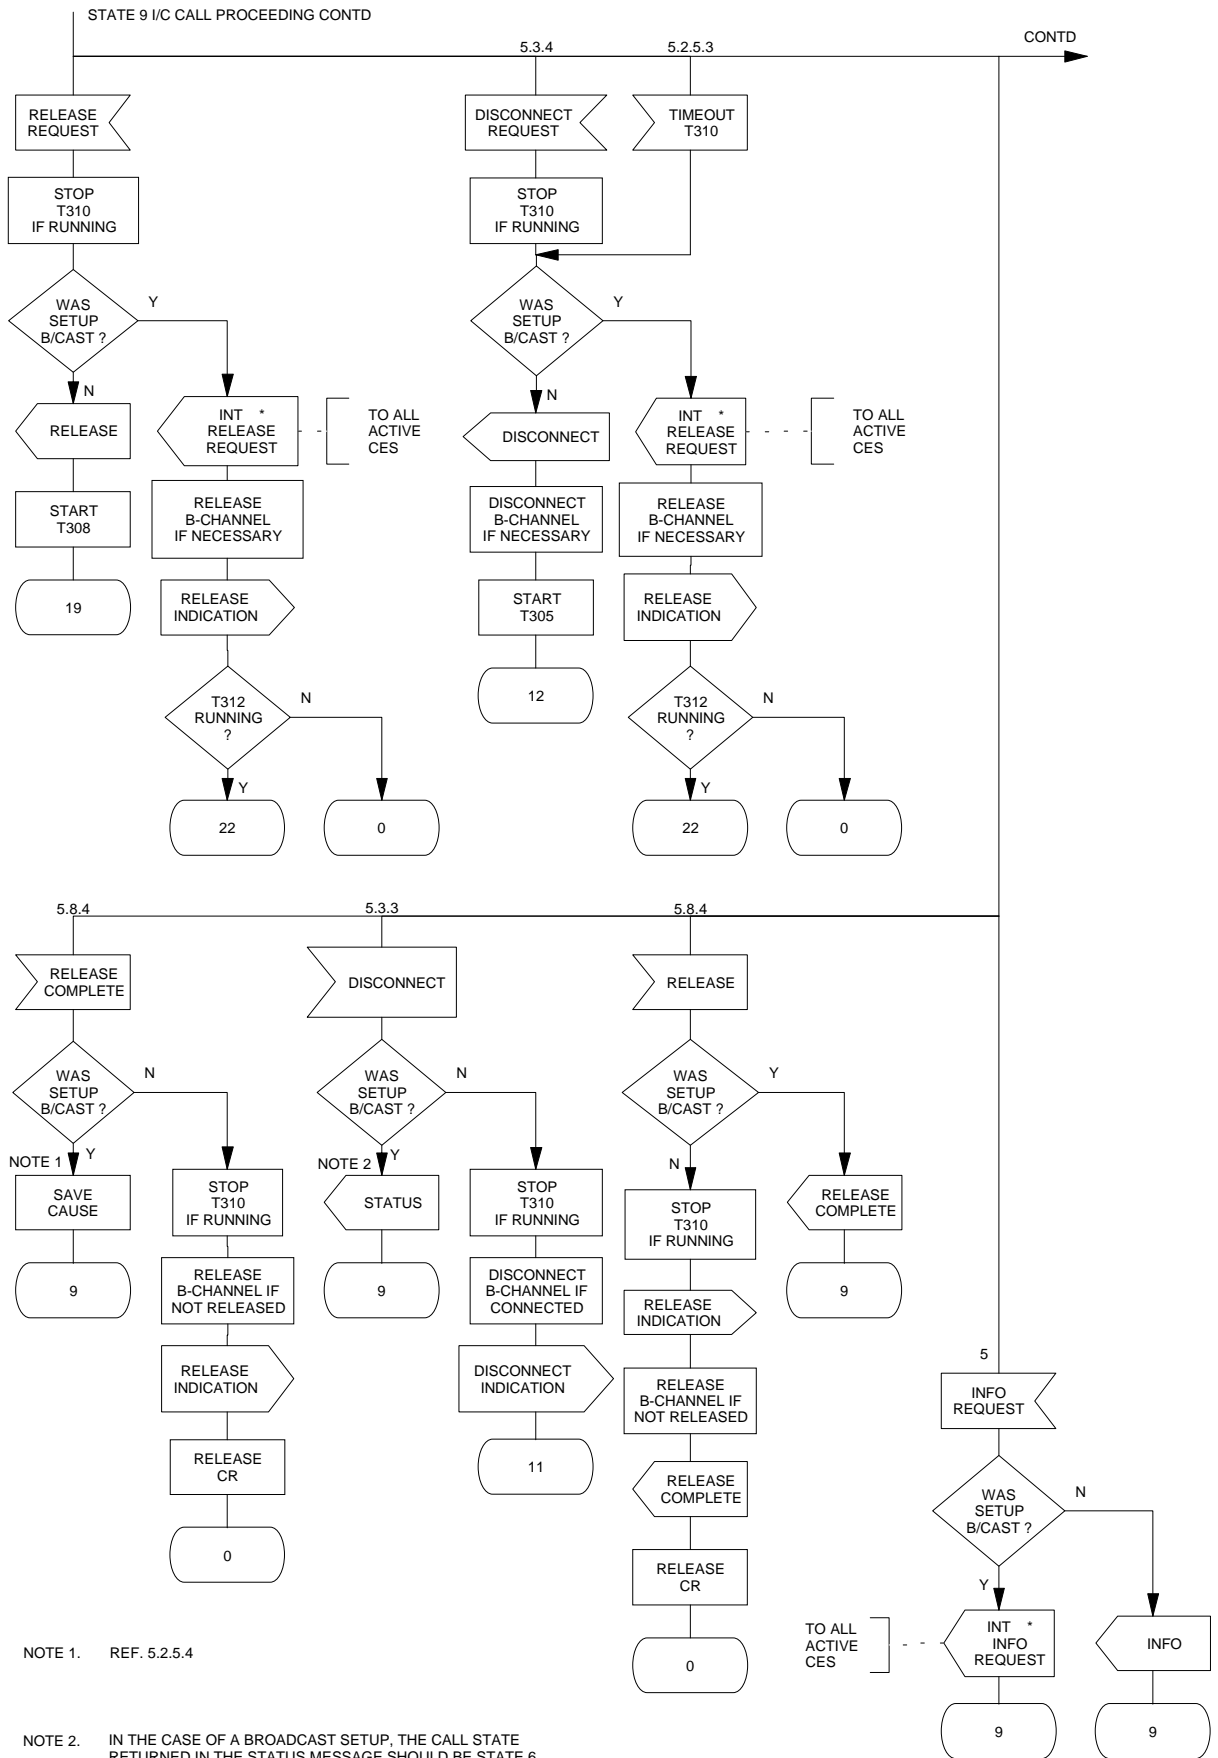 STATE 9 I/C CALL PROCEEDING CONTD
CONTD
5.3.4
5.2.5.3
RELEASE
REQUEST
STOP
T310
IF RUNNING
WAS
SETUP
B/CAST ?
Y
N
RELEASE
START
T308
19
INT *
RELEASE
REQUEST
TO ALL
ACTIVE
CES
RELEASE
B-CHANNEL
IF NECESSARY
RELEASE
INDICATION
T312
RUNNING
?
N
Y
22
0
DISCONNECT
REQUEST
TIMEOUT
T310
STOP
T310
IF RUNNING
WAS
SETUP
B/CAST ?
Y
N
DISCONNECT
DISCONNECT
B-CHANNEL
IF NECESSARY
START
T305
12
INT *
RELEASE
REQUEST
TO ALL
ACTIVE
CES
RELEASE
B-CHANNEL
IF NECESSARY
RELEASE
INDICATION
T312
RUNNING
?
N
Y
22
0
5.8.4
5.3.3
5.8.4
RELEASE
COMPLETE
WAS
SETUP
B/CAST ?
N
NOTE 1
Y
SAVE
CAUSE
9
STOP
T310
IF RUNNING
RELEASE
B-CHANNEL IF
NOT RELEASED
RELEASE
INDICATION
RELEASE
CR
0
DISCONNECT
WAS
SETUP
B/CAST ?
N
NOTE 2
Y
STATUS
9
STOP
T310
IF RUNNING
DISCONNECT
B-CHANNEL IF
CONNECTED
DISCONNECT
INDICATION
11
RELEASE
WAS
SETUP
B/CAST ?
Y
N
STOP
T310
IF RUNNING
RELEASE
INDICATION
RELEASE
B-CHANNEL IF
NOT RELEASED
RELEASE
COMPLETE
RELEASE
CR
0
RELEASE
COMPLETE
9
5
INFO
REQUEST
WAS
SETUP
B/CAST ?
N
Y
TO ALL
ACTIVE
CES
INT *
INFO
REQUEST
9
INFO
9
NOTE 1. REF. 5.2.5.4
NOTE 2. IN THE CASE OF A BROADCAST SETUP, THE CALL STATE
RETURNED IN THE STATUS MESSAGE SHOULD BE STATE 6